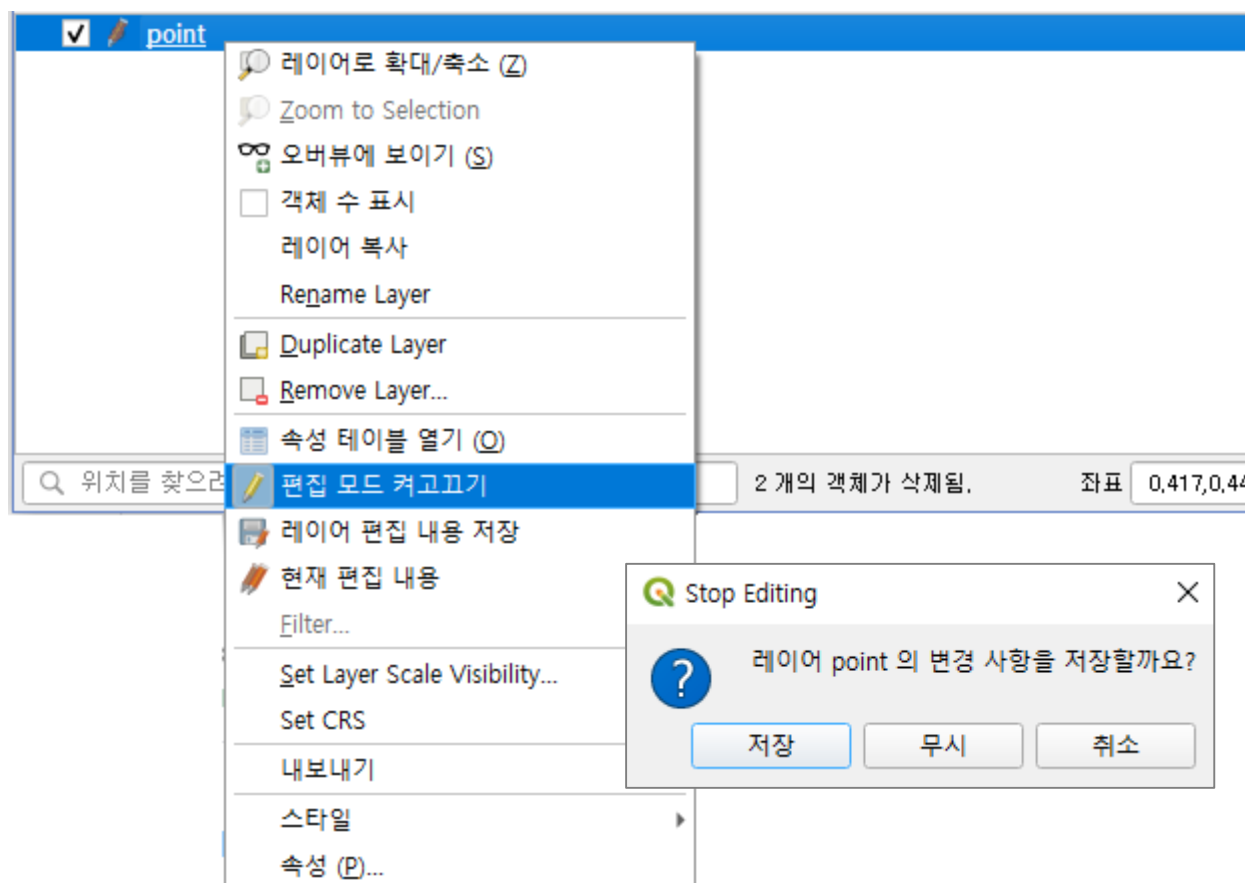 point
레이어로 확대/축소 (Z)
Zoom to Selection
오버뷰에 보이기 (S)
객체 수 표시
레이어 복사
Rename Layer
Duplicate Layer
Remove Layer...
속성 테이블 열기 (O)
위치를 찾으려
편집 모드 켜고끄기
2 개의 객체가 삭제됨.
좌표
0,417,0,44
레이어 편집 내용 저장
현재 편집 내용
Filter...
Set Layer Scale Visibility...
Set CRS
내보내기
스타일
속성 (P)...
Stop Editing
레이어 point 의 변경 사항을 저장할까요?
저장
무시
취소